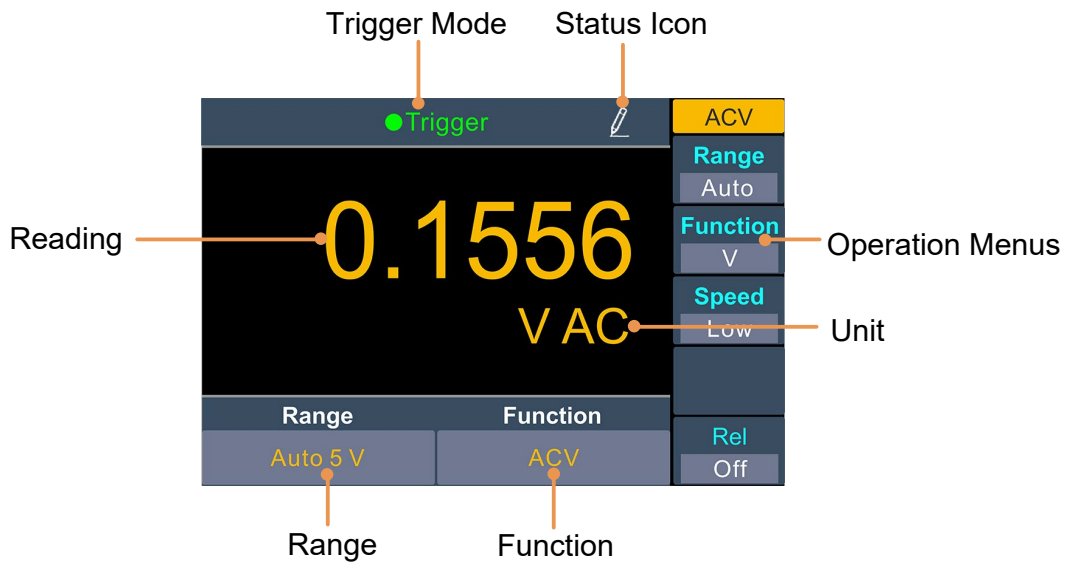 Trigger Mode
Status Icon
Trigger
ACV
Range
Auto
Function
V
Speed
Low
Rel
Off
Reading
0.1556
V AC
Operation Menus
Unit
Range
Function
Auto 5 V
ACV
Range
Function